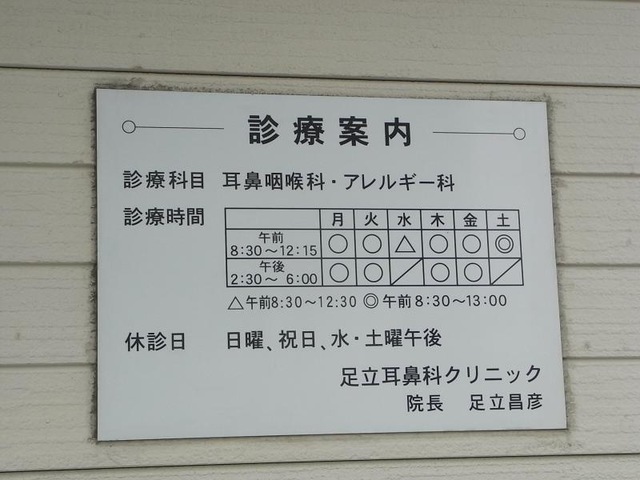 診療案内
診療科目 耳鼻咽喉科・アレルギー科
診療時間
月 火 水 木 金 土
午前 8:30～12:15 ○ ○ △ ○ ○ ◎
午後 2:30～ 6:00 ○ ○ ／ ○ ○ ／
△午前8:30～12:30 ◎午前8:30～13:00
休診日 日曜、祝日、水・土曜午後
足立耳鼻科クリニック
院長 足立昌彦